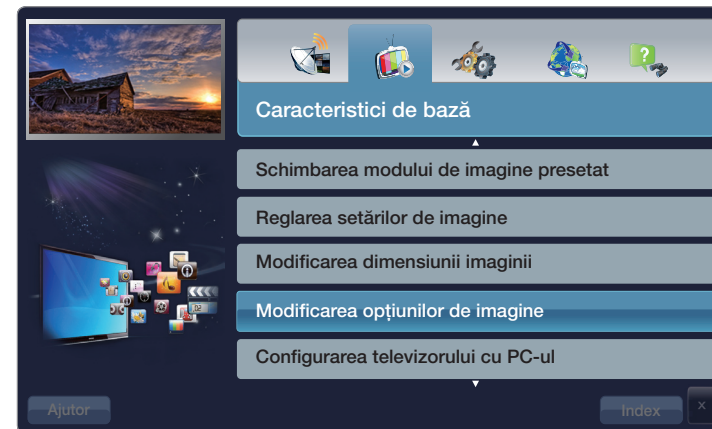 Caracteristici de bază
Schimbarea modului de imagine presetat
Reglarea setărilor de imagine
Modificarea dimensiunii imaginii
Modificarea opțiunilor de imagine
Configurarea televizorului cu PC-ul
Ajutor
Index
x